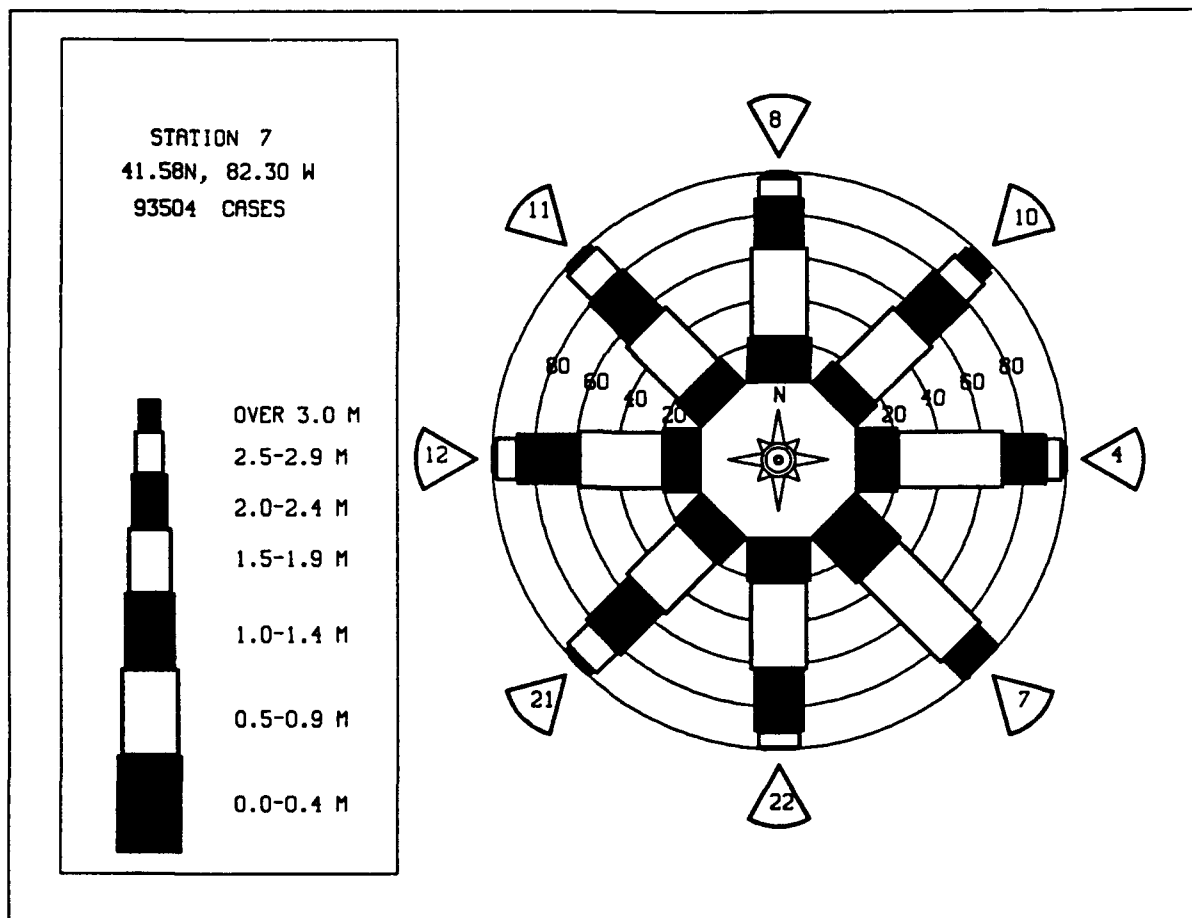 STATION 7
41.58N, 82.30 W
93504 CASES
OVER 3.0 M
2.5-2.9 M
2.0-2.4 M
1.5-1.9 M
1.0-1.4 M
0.5-0.9 M
0.0-0.4 M
8
11
10
80
60
40
20
N
20
40
60
80
12
4
21
7
22